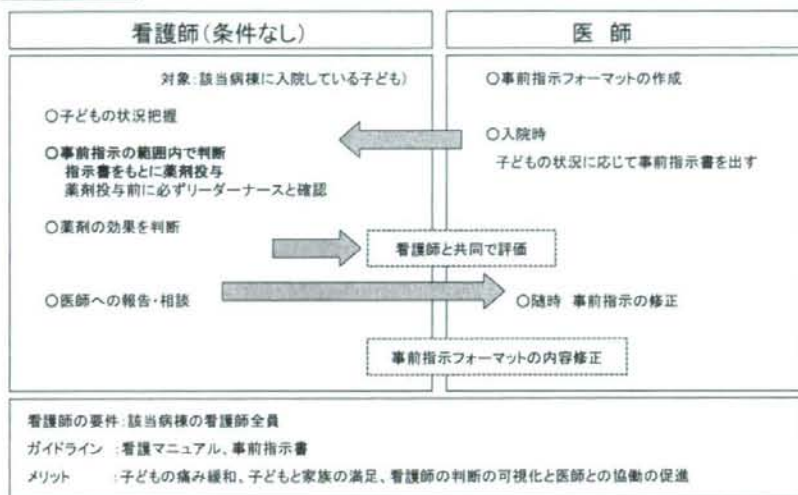 看護師(条件なし)
医 師
対象:該当病棟に入院している子ども)
○子どもの状況把握
○事前指示の範囲内で判断
指示書をもとに薬剤投与
薬剤投与前に必ずリーダーナースと確認
○薬剤の効果を判断
○医師への報告・相談
○事前指示フォーマットの作成
○入院時
子どもの状況に応じて事前指示書を出す
看護師と共同で評価
○随時 事前指示の修正
事前指示フォーマットの内容修正
看護師の要件:該当病棟の看護師全員
ガイドライン :看護マニュアル、事前指示書
メリット :子どもの痛み緩和、子どもと家族の満足、看護師の判断の可視化と医師との協働の促進